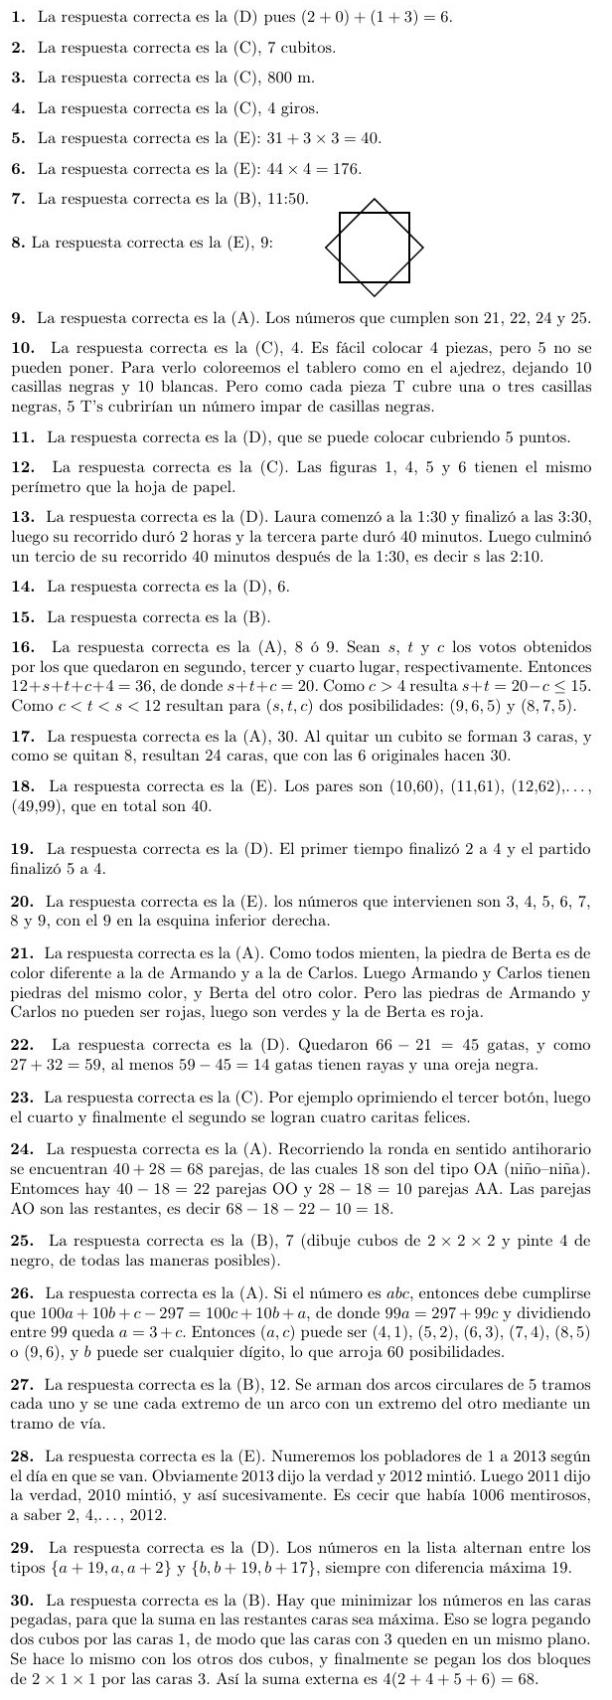 1. La respuesta correcta es la (D) pues (2 + 0) + (1 + 3) = 6.
2. La respuesta correcta es la (C), 7 cubitos.
3. La respuesta correcta es la (C), 800 m.
4. La respuesta correcta es la (C), 4 giros.
5. La respuesta correcta es la (E): 31 + 3 × 3 = 40.
6. La respuesta correcta es la (E): 44 × 4 = 176.
7. La respuesta correcta es la (B), 11:50.
8. La respuesta correcta es la (E), 9:
9. La respuesta correcta es la (A). Los números que cumplen son 21, 22, 24 y 25.
10. La respuesta correcta es la (C), 4. Es fácil colocar 4 piezas, pero 5 no se
pueden poner. Para verlo coloreemos el tablero como en el ajedrez, dejando 10
casillas negras y 10 blancas. Pero como cada pieza T cubre una o tres casillas
negras, 5 T's cubrirían un número impar de casillas negras.
11. La respuesta correcta es la (D), que se puede colocar cubriendo 5 puntos.
12. La respuesta correcta es la (C). Las figuras 1, 4, 5 y 6 tienen el mismo
perímetro que la hoja de papel.
13. La respuesta correcta es la (D). Laura comenzó a la 1:30 y finalizó a las 3:30,
luego su recorrido duró 2 horas y la tercera parte duró 40 minutos. Luego culminó
un tercio de su recorrido 40 minutos después de la 1:30, es decir s las 2:10.
14. La respuesta correcta es la (D), 6.
15. La respuesta correcta es la (B).
16. La respuesta correcta es la (A), 8 ó 9. Sean s, t y c los votos obtenidos
por los que quedaron en segundo, tercer y cuarto lugar, respectivamente. Entonces
12+s+t+c+4 = 36, de donde s+t+c = 20. Como c > 4 resulta s+t = 20−c ≤ 15.
Como c < t < s < 12 resultan para (s, t, c) dos posibilidades: (9, 6, 5) y (8, 7, 5).
17. La respuesta correcta es la (A), 30. Al quitar un cubito se forman 3 caras, y
como se quitan 8, resultan 24 caras, que con las 6 originales hacen 30.
18. La respuesta correcta es la (E). Los pares son (10,60), (11,61), (12,62),. . . ,
(49,99), que en total son 40.
19. La respuesta correcta es la (D). El primer tiempo finalizó 2 a 4 y el partido
finalizó 5 a 4.
20. La respuesta correcta es la (E). los números que intervienen son 3, 4, 5, 6, 7,
8 y 9, con el 9 en la esquina inferior derecha.
21. La respuesta correcta es la (A). Como todos mienten, la piedra de Berta es de
color diferente a la de Armando y a la de Carlos. Luego Armando y Carlos tienen
piedras del mismo color, y Berta del otro color. Pero las piedras de Armando y
Carlos no pueden ser rojas, luego son verdes y la de Berta es roja.
22. La respuesta correcta es la (D). Quedaron 66 − 21 = 45 gatas, y como
27 + 32 = 59, al menos 59 − 45 = 14 gatas tienen rayas y una oreja negra.
23. La respuesta correcta es la (C). Por ejemplo oprimiendo el tercer botón, luego
el cuarto y finalmente el segundo se logran cuatro caritas felices.
24. La respuesta correcta es la (A). Recorriendo la ronda en sentido antihorario
se encuentran 40 + 28 = 68 parejas, de las cuales 18 son del tipo OA (niño–niña).
Entomces hay 40 − 18 = 22 parejas OO y 28 − 18 = 10 parejas AA. Las parejas
AO son las restantes, es decir 68 − 18 − 22 − 10 = 18.
25. La respuesta correcta es la (B), 7 (dibuje cubos de 2 × 2 × 2 y pinte 4 de
negro, de todas las maneras posibles).
26. La respuesta correcta es la (A). Si el número es abc, entonces debe cumplirse
que 100a + 10b + c − 297 = 100c + 10b + a, de donde 99a = 297 + 99c y dividiendo
entre 99 queda a = 3 + c. Entonces (a, c) puede ser (4, 1), (5, 2), (6, 3), (7, 4), (8, 5)
o (9, 6), y b puede ser cualquier dígito, lo que arroja 60 posibilidades.
27. La respuesta correcta es la (B), 12. Se arman dos arcos circulares de 5 tramos
cada uno y se une cada extremo de un arco con un extremo del otro mediante un
tramo de vía.
28. La respuesta correcta es la (E). Numeremos los pobladores de 1 a 2013 según
el día en que se van. Obviamente 2013 dijo la verdad y 2012 mintió. Luego 2011 dijo
la verdad, 2010 mintió, y así sucesivamente. Es cecir que había 1006 mentirosos,
a saber 2, 4,. . . , 2012.
29. La respuesta correcta es la (D). Los números en la lista alternan entre los
tipos {a + 19, a, a + 2} y {b, b + 19, b + 17}, siempre con diferencia máxima 19.
30. La respuesta correcta es la (B). Hay que minimizar los números en las caras
pegadas, para que la suma en las restantes caras sea máxima. Eso se logra pegando
dos cubos por las caras 1, de modo que las caras con 3 queden en un mismo plano.
Se hace lo mismo con los otros dos cubos, y finalmente se pegan los dos bloques
de 2 × 1 × 1 por las caras 3. Así la suma externa es 4(2 + 4 + 5 + 6) = 68.